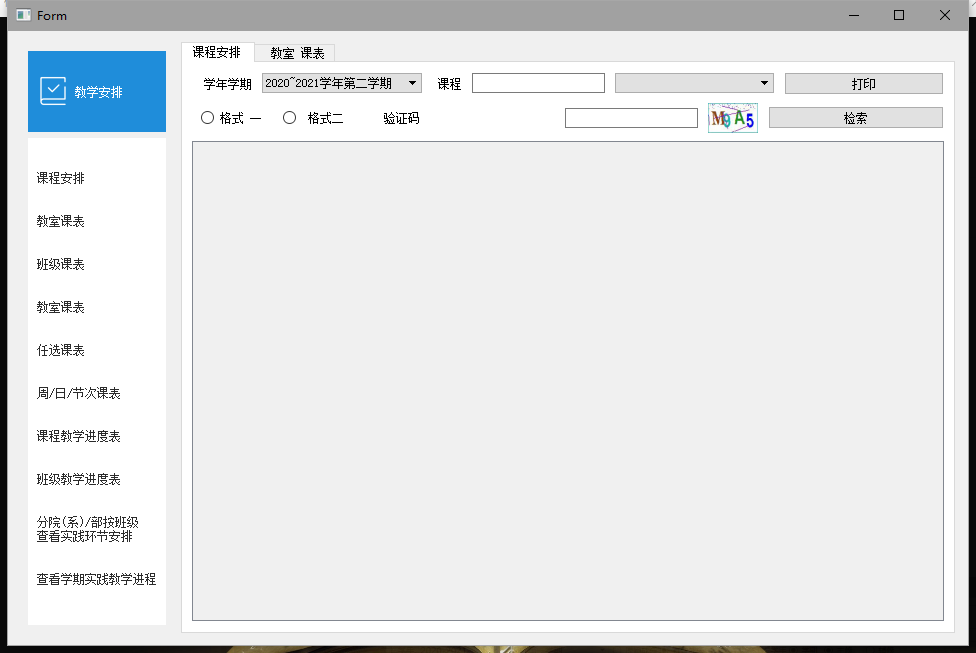 Form
教学安排
课程安排
教室课表
班级课表
教室课表
任选课表
周/日/节次课表
课程教学进度表
班级教学进度表
分院(系)/部按班级
查看实践环节安排
查看学期实践教学进程
课程安排 教室 课表
学年学期 2020~2021学年第二学期 课程 打印
格式 一 格式二 验证码 M9A5 检索